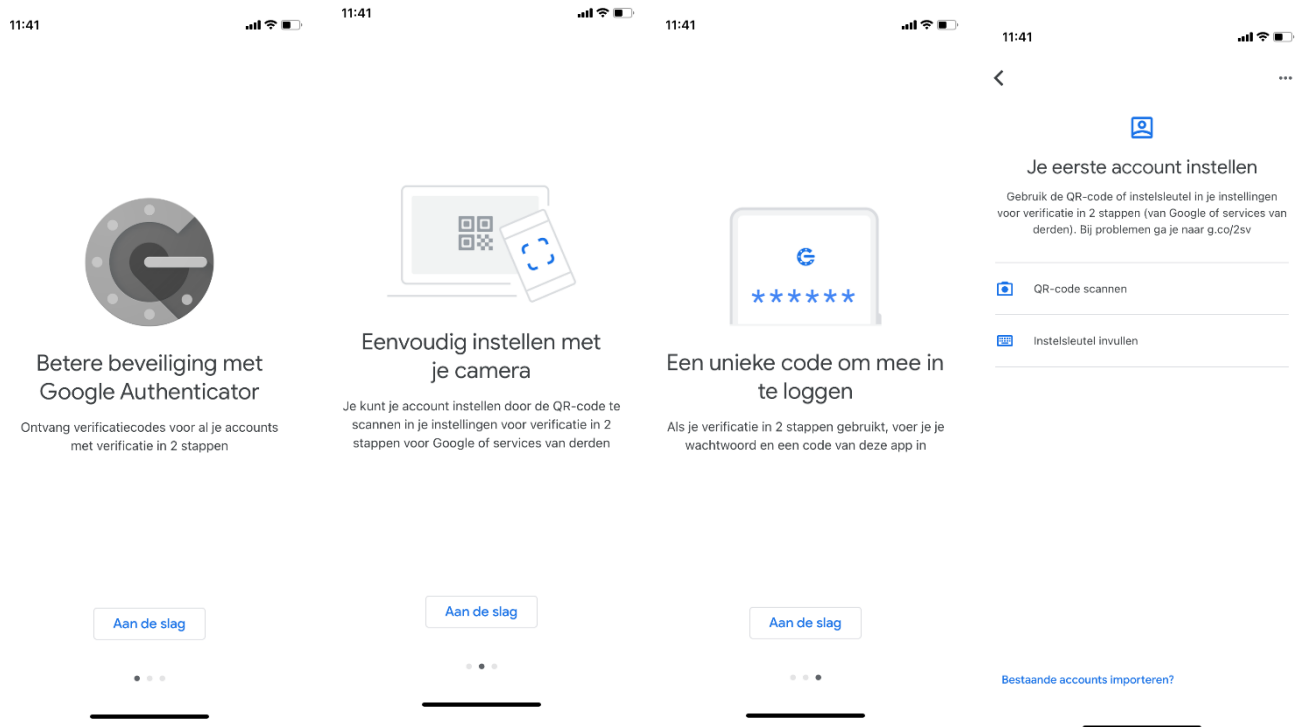 11:41
Betere beveiliging met
Google Authenticator
Ontvang verificatiecodes voor al je accounts
met verificatie in 2 stappen
Aan de slag
11:41
Eenvoudig instellen met
je camera
Je kunt je account instellen door de QR-code te
scannen in je instellingen voor verificatie in 2
stappen voor Google of services van derden
Aan de slag
11:41
******
Een unieke code om mee in
te loggen
Als je verificatie in 2 stappen gebruikt, voer je je
wachtwoord en een code van deze app in
Aan de slag
11:41
Je eerste account instellen
Gebruik de QR-code of instelsleutel in je instellingen
voor verificatie in 2 stappen (van Google of services van
derden). Bij problemen ga je naar g.co/2sv
QR-code scannen
Instelsleutel invullen
Bestaande accounts importeren?